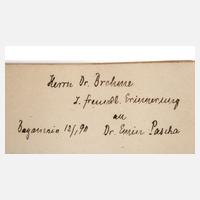 Herrn Dr. Brehme
z. freundl. Erinnerung
an
Bagamoio 12/1,90 Dr. Emin Pascha